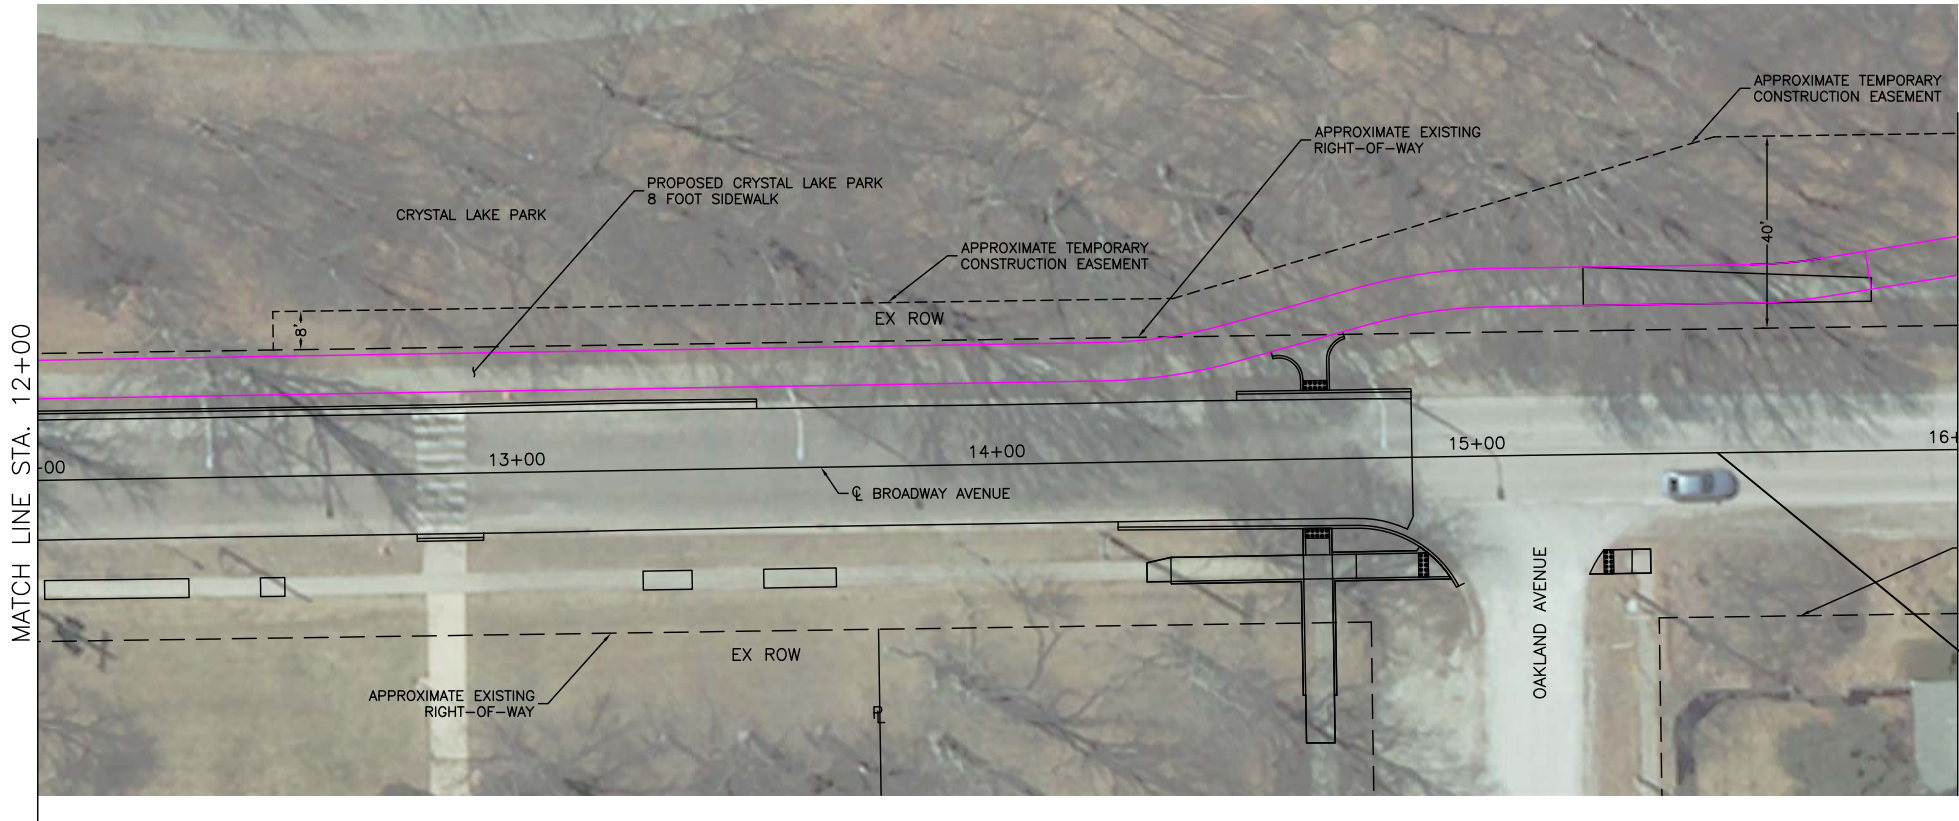 APPROXIMATE TEMPORARY
CONSTRUCTION EASEMENT
APPROXIMATE EXISTING
RIGHT-OF-WAY
PROPOSED CRYSTAL LAKE PARK
8 FOOT SIDEWALK
CRYSTAL LAKE PARK
40'
APPROXIMATE TEMPORARY
CONSTRUCTION EASEMENT
EX ROW
8'
MATCH LINE STA. 12+00
-00
13+00
14+00
15+00
16+
℄ BROADWAY AVENUE
OAKLAND AVENUE
EX ROW
APPROXIMATE EXISTING
RIGHT-OF-WAY
PL